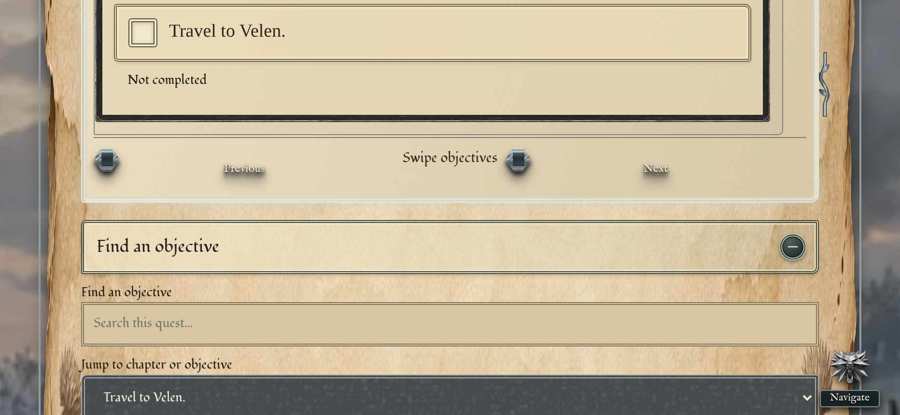 Travel to Velen.
Not completed
Swipe objectives
Previous
Next
Find an objective
Find an objective
Search this quest...
Jump to chapter or objective
Travel to Velen.
Navigate